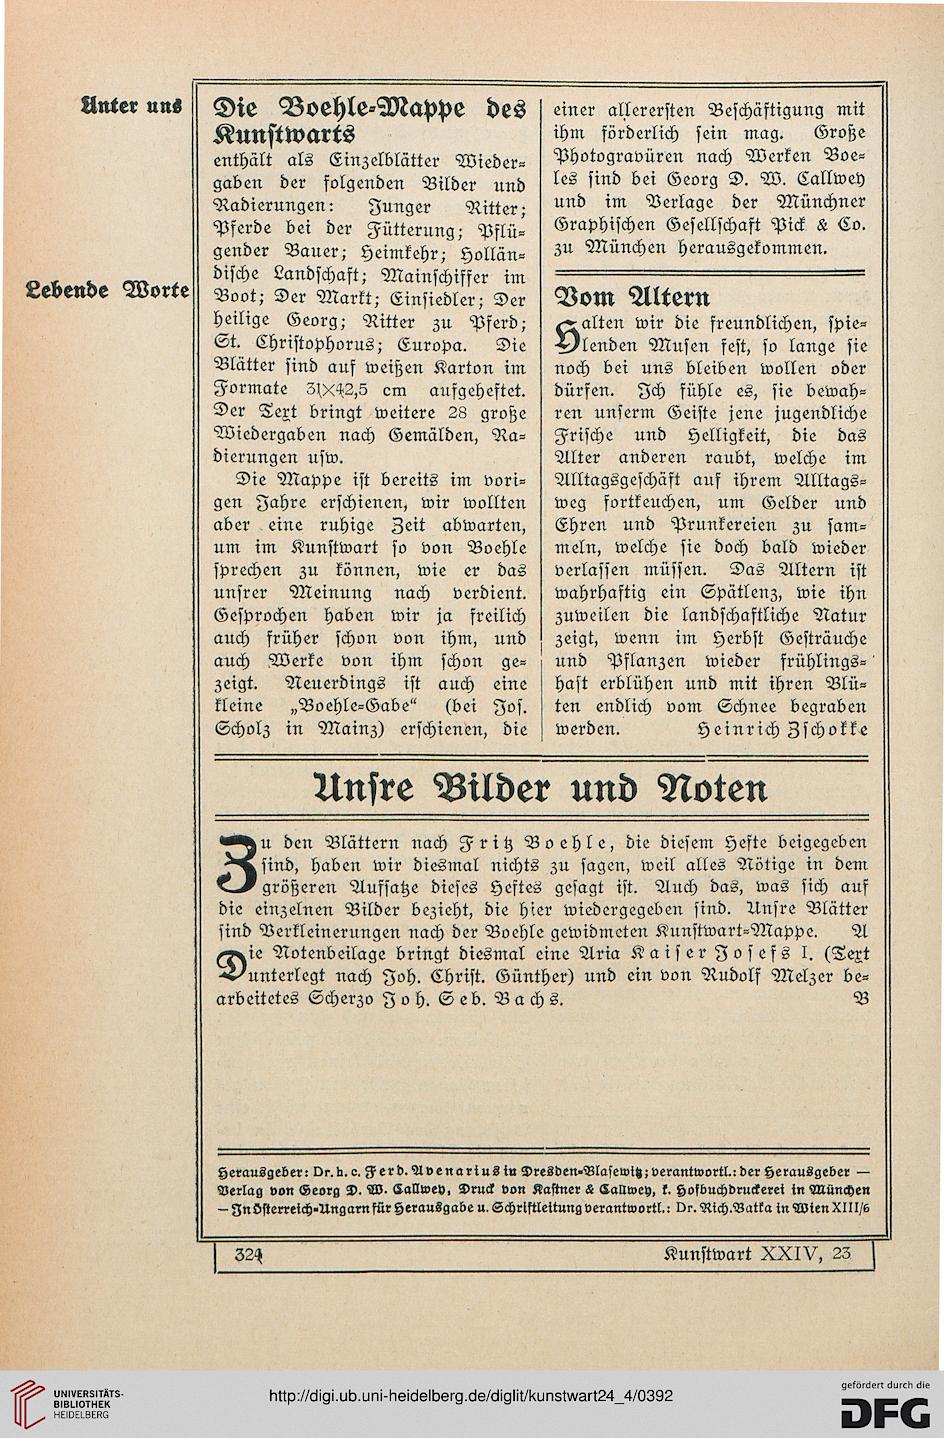 Unter uns
Die Boehle-Mappe des
Kunstwarts
enthält als Einzelblätter Wieder-
gaben der folgenden Bilder und
Radierungen: Junger Ritter;
Pferde bei der Fütterung; Pflü-
gender Bauer; Heimkehr; Hollän-
dische Landschaft; Mainschiffer im
Boot; Der Markt; Einsiedler; Der
heilige Georg; Ritter zu Pferd;
St. Christophorus; Europa. Die
Blätter sind auf weißen Karton im
Formate 31×42,5 cm aufgeheftet.
Der Text bringt weitere 28 große
Wiedergaben nach Gemälden, Ra-
dierungen usw.
Die Mappe ist bereits im vori-
gen Jahre erschienen, wir wollten
aber eine ruhige Zeit abwarten,
um im Kunstwart so von Boehle
sprechen zu können, wie er das
unsrer Meinung nach verdient.
Gesprochen haben wir ja freilich
auch früher schon von ihm, und
auch Werke von ihm schon ge-
zeigt. Neuerdings ist auch eine
kleine „Boehle-Gabe“ (bei Jos.
Scholz in Mainz) erschienen, die
einer allerersten Beschäftigung mit
ihm förderlich sein mag. Große
Photogravüren nach Werken Boe-
les sind bei Georg D. W. Callwey
und im Verlage der Münchner
Graphischen Gesellschaft Pick & Co.
zu München herausgekommen.
Lebende Worte
Vom Altern
Halten wir die freundlichen, spie-
lenden Musen fest, so lange sie
noch bei uns bleiben wollen oder
dürfen. Ich fühle es, sie bewah-
ren unserm Geiste jene jugendliche
Frische und Helligkeit, die das
Alter anderen raubt, welche im
Alltagsgeschäft auf ihrem Alltags-
weg fortkeuchen, um Gelder und
Ehren und Prunkereien zu sam-
meln, welche sie doch bald wieder
verlassen müssen. Das Altern ist
wahrhaftig ein Spätlenz, wie ihn
zuweilen die landschaftliche Natur
zeigt, wenn im Herbst Gesträuche
und Pflanzen wieder frühlings-
haft erblühen und mit ihren Blü-
ten endlich vom Schnee begraben
werden. Heinrich Zschokke
Unsre Bilder und Noten
Zu den Blättern nach Fritz Boehle, die diesem Hefte beigegeben
sind, haben wir diesmal nichts zu sagen, weil alles Nötige in dem
größeren Aufsatze dieses Heftes gesagt ist. Auch das, was sich auf
die einzelnen Bilder bezieht, die hier wiedergegeben sind. Unsre Blätter
sind Verkleinerungen nach der Boehle gewidmeten Kunstwart-Mappe. A
Die Notenbeilage bringt diesmal eine Aria Kaiser Josefs I. (Text
unterlegt nach Joh. Christ. Günther) und ein von Rudolf Melzer be-
arbeitetes Scherzo Joh. Seb. Bachs. B
Herausgeber: Dr. h. c. Ferd. Avenarius in Dresden-Blasewitz; verantwortl.: der Herausgeber —
Verlag von Georg D. W. Callwey, Druck von Kastner & Callwey, k. Hofbuchdruckerei in München
— In Österreich-Ungarn für Herausgabe u. Schriftleitung verantwortl.: Dr. Rich. Batka in Wien XIII/6
324
Kunstwart XXIV, 23
UNIVERSITÄTS-
BIBLIOTHEK
HEIDELBERG
http://digi.ub.uni-heidelberg.de/diglit/kunstwart24_4/0392
gefördert durch die
DFG